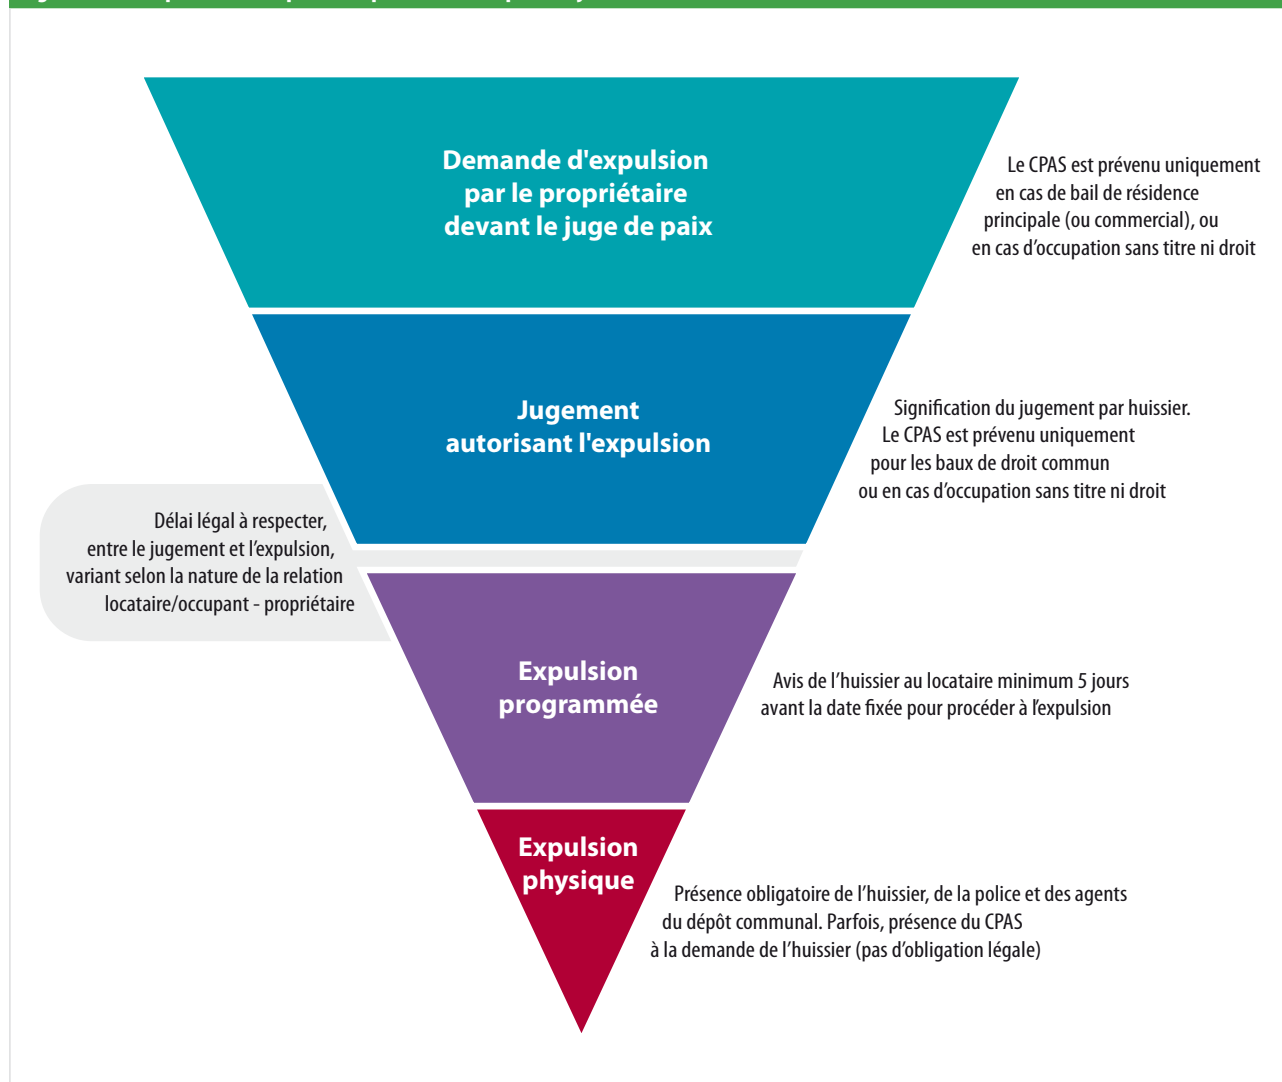 Demande d'expulsion
par le propriétaire
devant le juge de paix
Le CPAS est prévenu uniquement
en cas de bail de résidence
principale (ou commercial), ou
en cas d’occupation sans titre ni droit
Jugement
autorisant l'expulsion
Signification du jugement par huissier.
Le CPAS est prévenu uniquement
pour les baux de droit commun
ou en cas d’occupation sans titre ni droit
Délai légal à respecter,
entre le jugement et l’expulsion,
variant selon la nature de la relation
locataire/occupant - propriétaire
Expulsion
programmée
Avis de l’huissier au locataire minimum 5 jours
avant la date fixée pour procéder à l’expulsion
Expulsion
physique
Présence obligatoire de l’huissier, de la police et des agents
du dépôt communal. Parfois, présence du CPAS
à la demande de l’huissier (pas d’obligation légale)